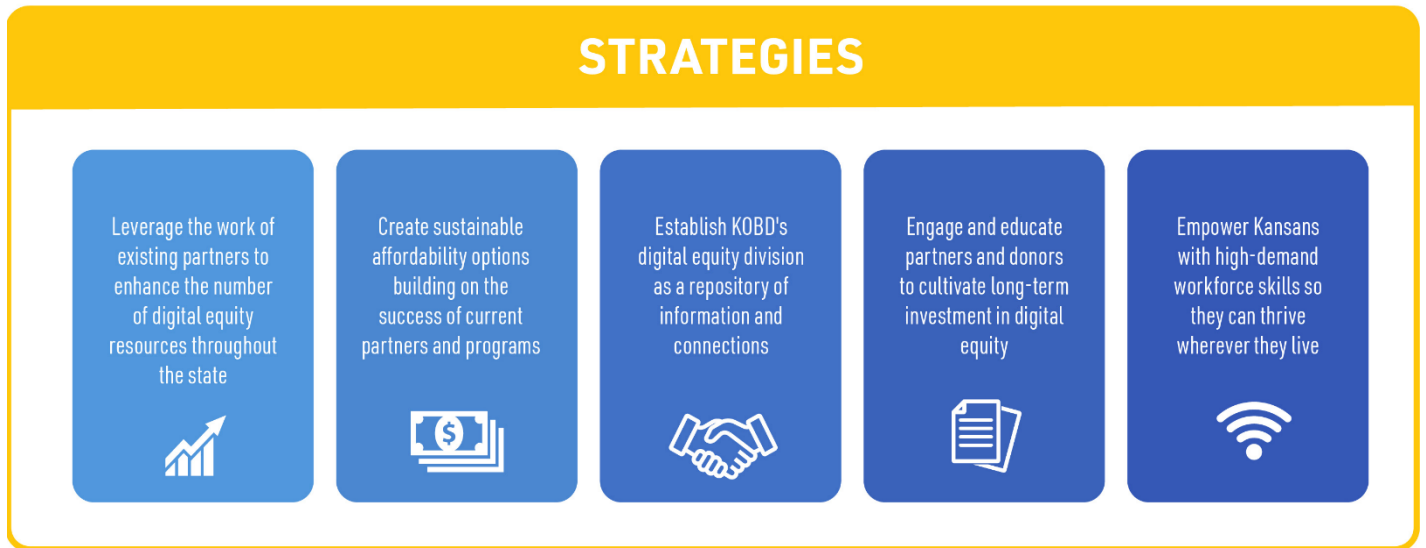 STRATEGIES
Leverage the work of
existing partners to
enhance the number
of digital equity
resources throughout
the state
Create sustainable
affordability options
building on the
success of current
partners and programs
Establish KOBD's
digital equity division
as a repository of
information and
connections
Engage and educate
partners and donors
to cultivate long-term
investment in digital
equity
Empower Kansans
with high-demand
workforce skills so
they can thrive
wherever they live
$